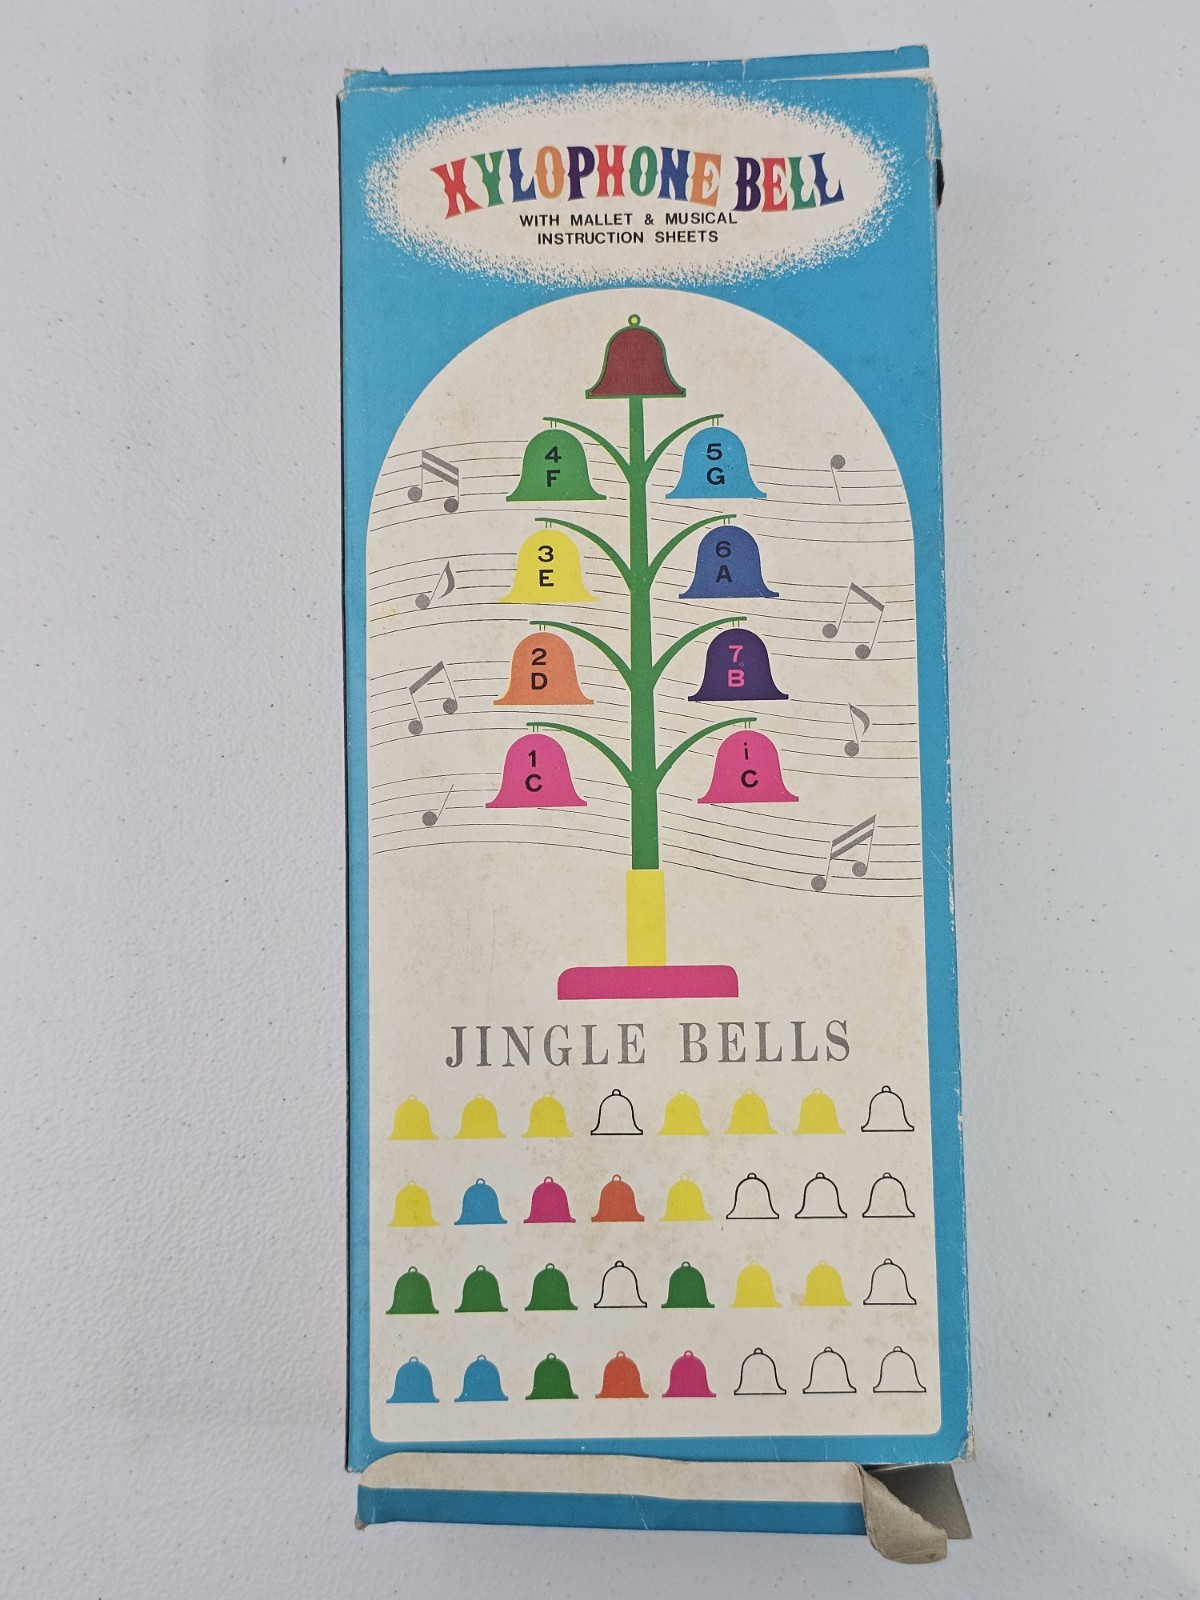 XYLOPHONE BELL
WITH MALLET & MUSICAL
INSTRUCTION SHEETS
4 5
F G
3 6
E A
2 7
D B
1 i
C C
JINGLE BELLS